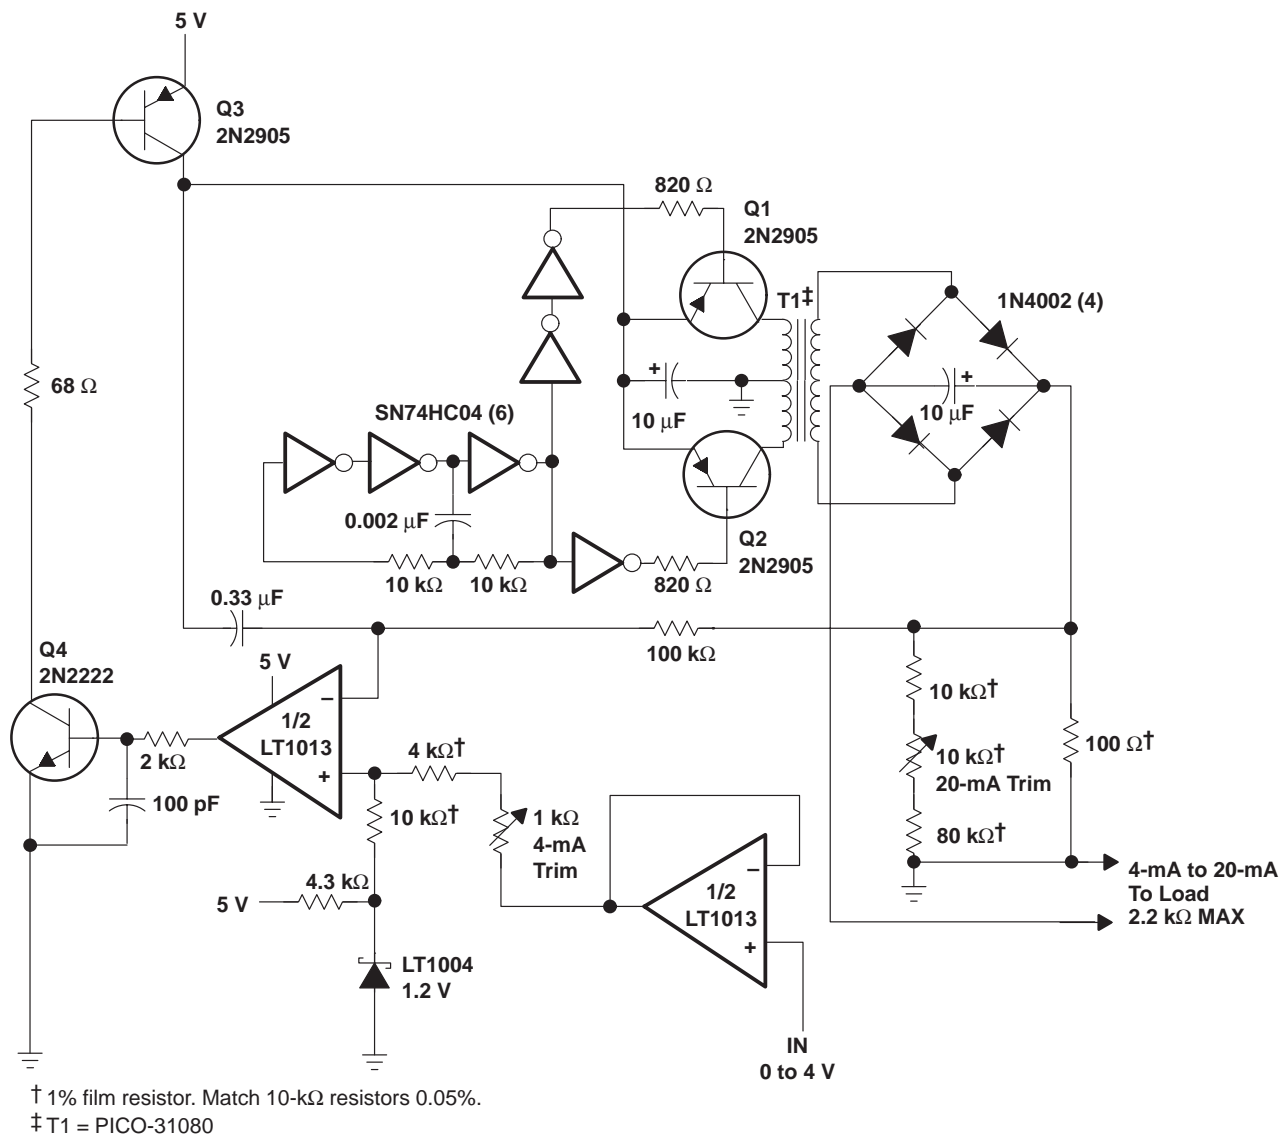 5 V
Q3
2N2905
820 Ω
Q1
2N2905
T1‡
1N4002 (4)
68 Ω
SN74HC04 (6)
+
10 μF
+
10 μF
0.002 μF
Q2
2N2905
10 kΩ
10 kΩ
820 Ω
0.33 μF
Q4
2N2222
5 V
100 kΩ
–
1/2
LT1013
+
10 kΩ†
2 kΩ
4 kΩ†
10 kΩ†
20-mA Trim
100 Ω†
100 pF
10 kΩ†
1 kΩ
4-mA
Trim
80 kΩ†
–
1/2
LT1013
+
4-mA to 20-mA
To Load
2.2 kΩ MAX
4.3 kΩ
5 V
LT1004
1.2 V
IN
0 to 4 V
† 1% film resistor. Match 10-kΩ resistors 0.05%.
‡ T1 = PICO-31080